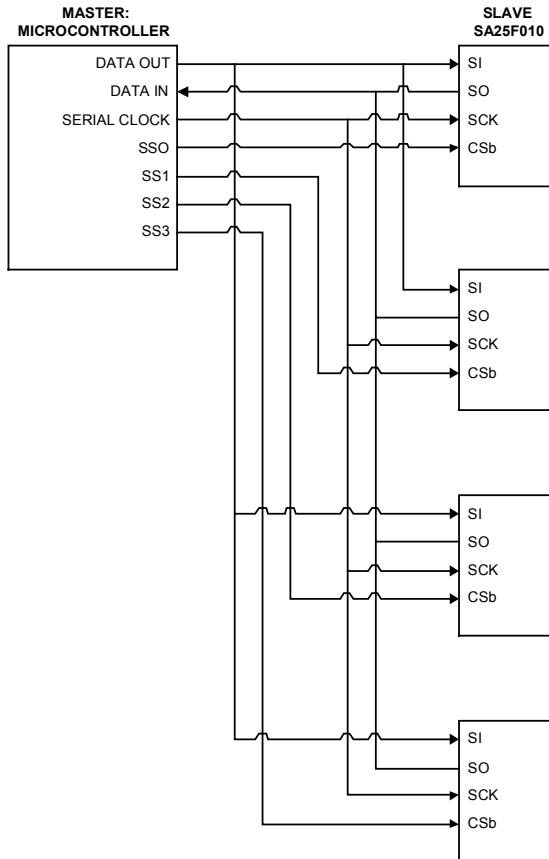 MASTER:
MICROCONTROLLER
DATA OUT
DATA IN
SERIAL CLOCK
SSO
SS1
SS2
SS3
SLAVE
SA25F010
SI
SO
SCK
CSb
SI
SO
SCK
CSb
SI
SO
SCK
CSb
SI
SO
SCK
CSb